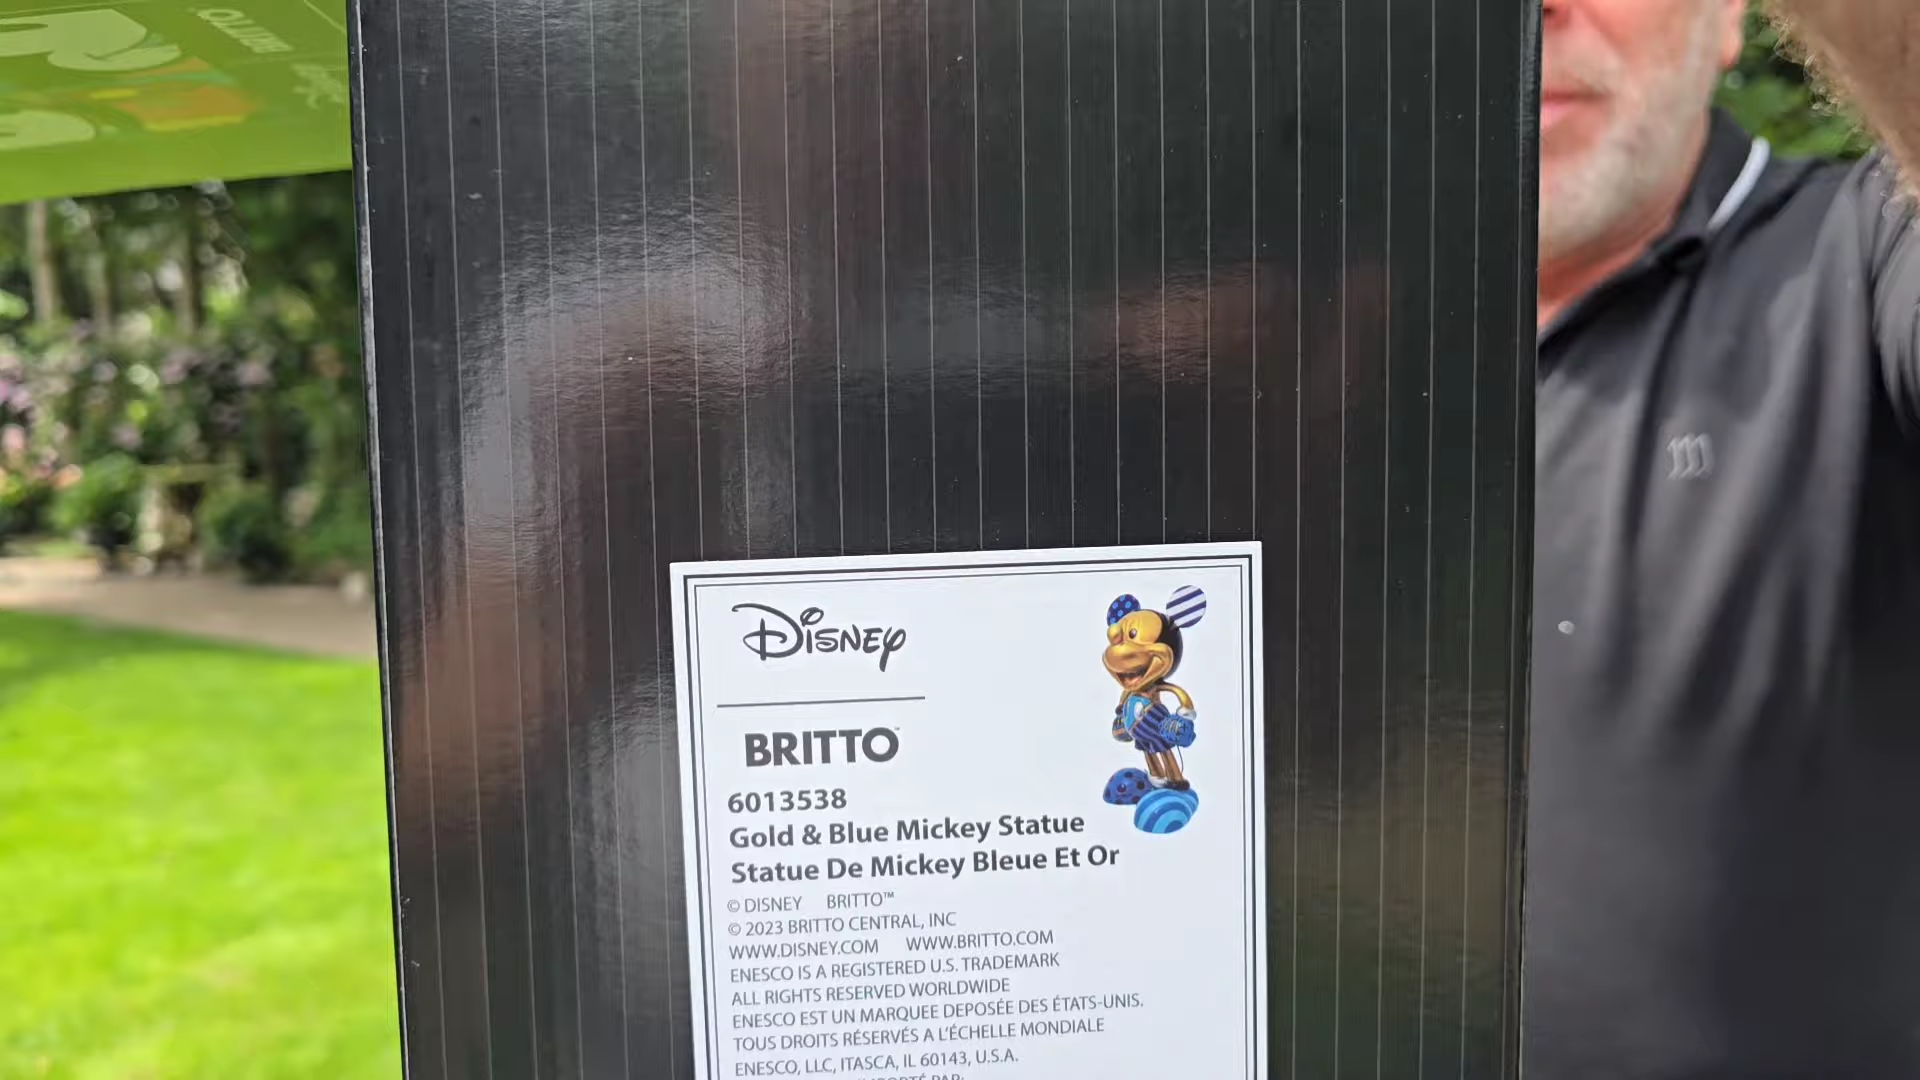 BRITTO
Disney
m
DISNEY
BRITTO™
6013538
Gold & Blue Mickey Statue
Statue De Mickey Bleue Et Or
© DISNEY BRITTO™
© 2023 BRITTO CENTRAL, INC
WWW.DISNEY.COM WWW.BRITTO.COM
ENESCO IS A REGISTERED U.S. TRADEMARK
ALL RIGHTS RESERVED WORLDWIDE
ENESCO EST UN MARQUEE DEPOSÉE DES ÉTATS-UNIS.
TOUS DROITS RÉSERVÉS A L'ÉCHELLE MONDIALE
ENESCO, LLC, ITASCA, IL 60143, U.S.A.